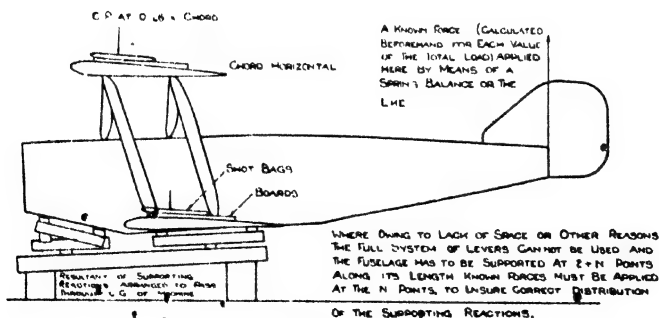 C.P. AT 0.28 × CHORD
CHORD HORIZONTAL
A KNOWN FORCE (CALCULATED
BEFOREHAND FOR EACH VALUE
OF THE TOTAL LOAD) APPLIED
HERE BY MEANS OF A
SPRING BALANCE OR THE
LIKE
SHOT BAGS
BOARDS
WHERE OWING TO LACK OF SPACE OR OTHER REASONS
THE FULL SYSTEM OF LEVERS CANNOT BE USED AND
THE FUSELAGE HAS TO BE SUPPORTED AT 2+N POINTS
ALONG ITS LENGTH KNOWN FORCES MUST BE APPLIED
AT THE N POINTS, TO ENSURE CORRECT DISTRIBUTION
OF THE SUPPORTING REACTIONS.
RESULTANT OF SUPPORTING
REACTIONS ARRANGED TO PASS
THROUGH C.G. OF MACHINE